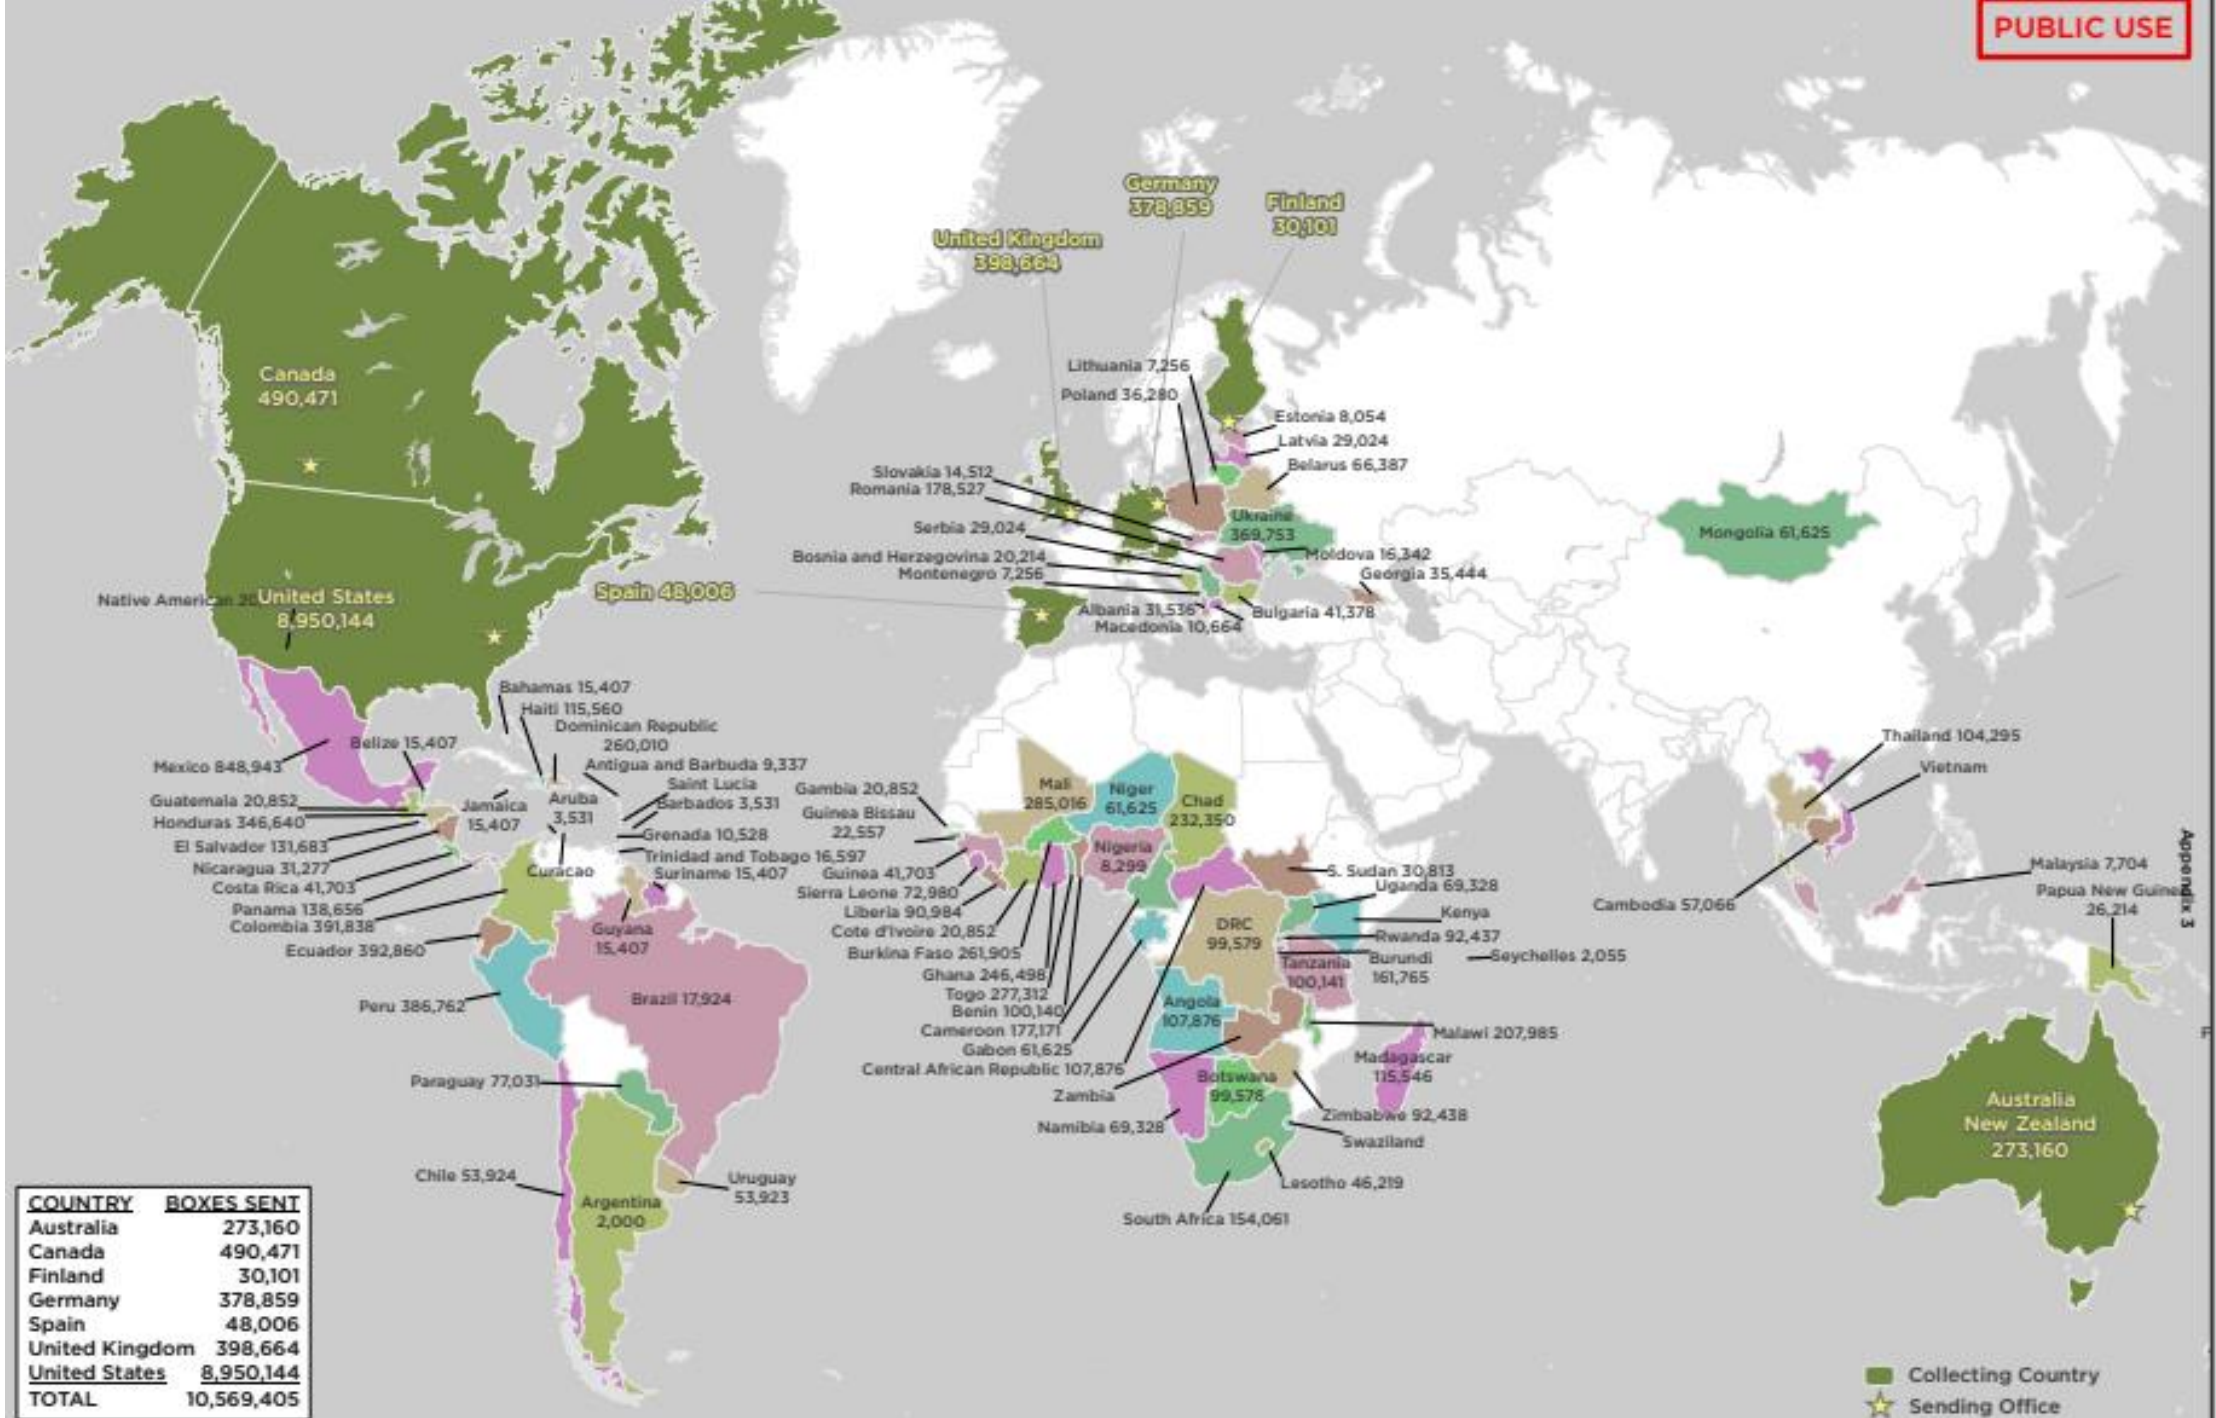 PUBLIC USE
Germany
378,859
Finland
30,101
United Kingdom
398,664
Canada
490,471
Lithuania 7,256
Poland 36,280
Estonia 8,054
Latvia 29,024
Belarus 66,387
Slovakia 14,512
Romania 178,527
Serbia 29,024
Ukraine
369,753
Mongolia 61,625
Bosnia and Herzegovina 20,214
Montenegro 7,256
Moldova 16,342
Georgia 35,444
Native American
United States
8,950,144
Spain 48,006
Albania 31,536
Macedonia 10,664
Bulgaria 41,378
Bahamas 15,407
Haiti 115,560
Dominican Republic
260,010
Belize 15,407
Mexico 848,943
Antigua and Barbuda 9,337
Saint Lucia
Barbados 3,531
Guatemala 20,852
Honduras 346,640
Jamaica
15,407
Aruba
3,531
Grenada 10,528
Trinidad and Tobago 16,597
Suriname 15,407
El Salvador 131,683
Nicaragua 31,277
Costa Rica 41,703
Panama 138,656
Colombia 391,838
Ecuador 392,860
Curacao
Guyana
15,407
Peru 386,762
Brazil 17,924
Paraguay 77,031
Chile 53,924
Argentina
2,000
Uruguay
53,923
Gambia 20,852
Guinea Bissau
22,557
Guinea 41,703
Sierra Leone 72,980
Liberia 90,984
Cote d'Ivoire 20,852
Burkina Faso 261,905
Ghana 246,498
Togo 277,312
Benin 100,140
Cameroon 177,171
Gabon 61,625
Central African Republic 107,876
Zambia
Namibia 69,328
Mali
285,016
Niger
61,625
Chad
232,350
Nigeria
8,299
S. Sudan 30,813
Uganda 69,328
Kenya
DRC
99,579
Rwanda 92,437
Burundi
161,765
Seychelles 2,055
Tanzania
100,141
Angola
107,876
Malawi 207,985
Madagascar
115,546
Botswana
99,578
Zimbabwe 92,438
Swaziland
Lesotho 46,219
South Africa 154,061
Thailand 104,295
Vietnam
Malaysia 7,704
Papua New Guinea
26,214
Cambodia 57,066
Appendix 3
Australia
New Zealand
273,160
COUNTRY BOXES SENT
Australia 273,160
Canada 490,471
Finland 30,101
Germany 378,859
Spain 48,006
United Kingdom 398,664
United States 8,950,144
TOTAL 10,569,405
Collecting Country
Sending Office